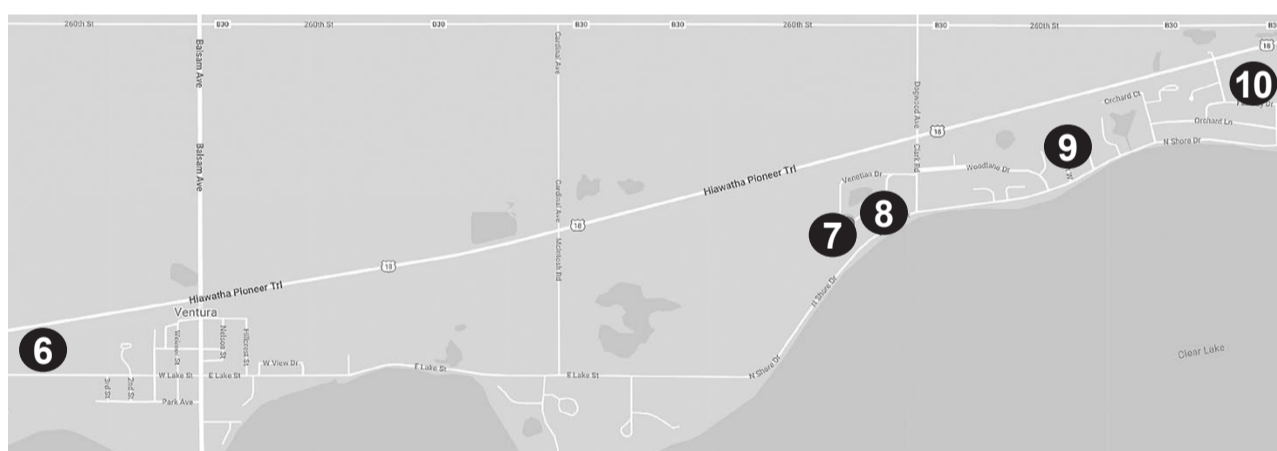 260th St B30 260th St B30 B30 B30 260th St B30 260th St B30
18
10
Balsam Ave
Cardinal Ave
Dogwood Ave
Orchard Ct
Orchard Ln
18
N Shore Dr
9
Balsam Ave
Clark Rd
Woodlane Dr
Hiawatha Pioneer Trl
Venetian Dr
Cardinal Ave
8
7
18
McIntosh Rd
18
N Shore Dr
Hiawatha Pioneer Trl
Ventura
6
Weimer St
Nelson St
Hillcrest St
Clear Lake
W View Dr
E Lake St
3rd St
2nd St
W Lake St
E Lake St
E Lake St
N Shore Dr
Park Ave